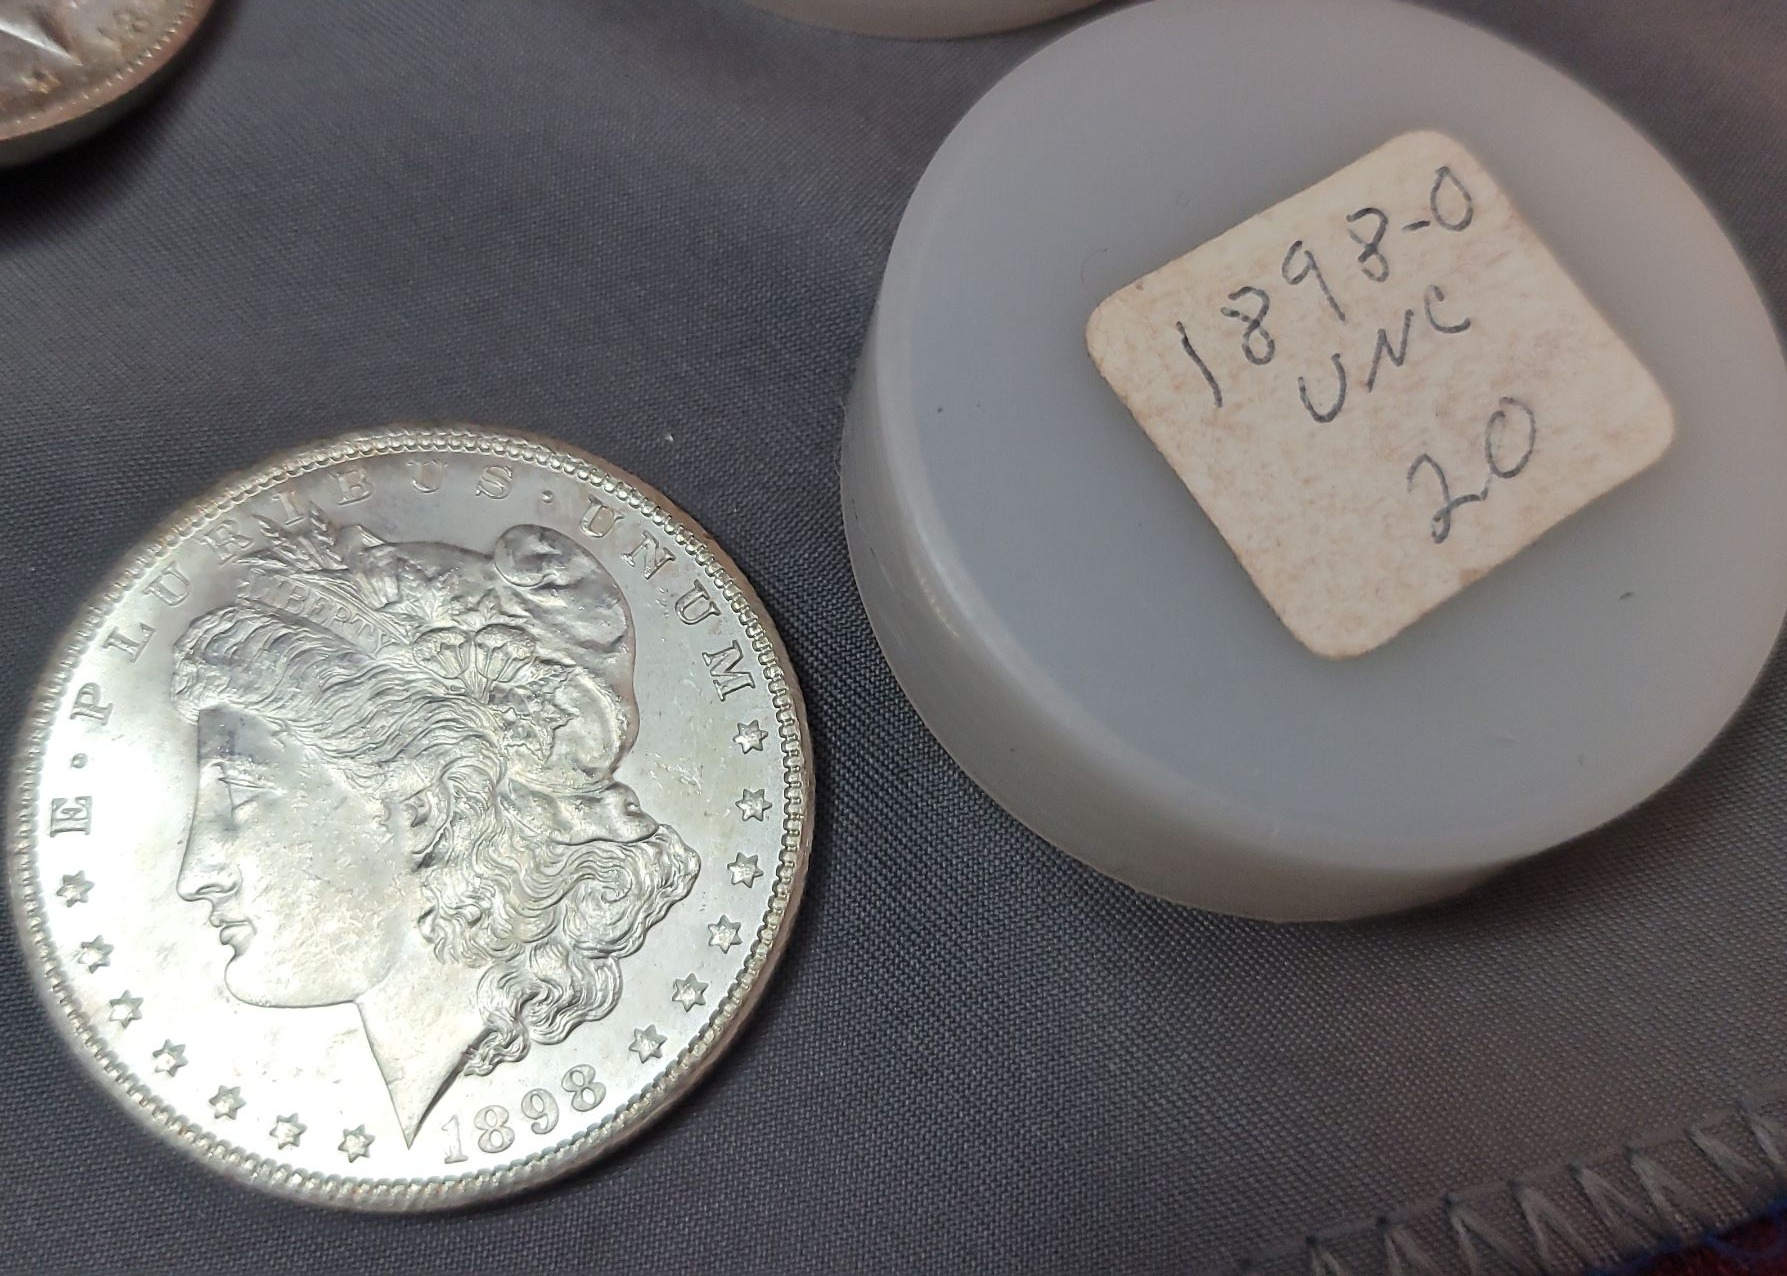 E · PLURIBUS · UNUM
LIBERTY
1898
1898-O
UNC
20